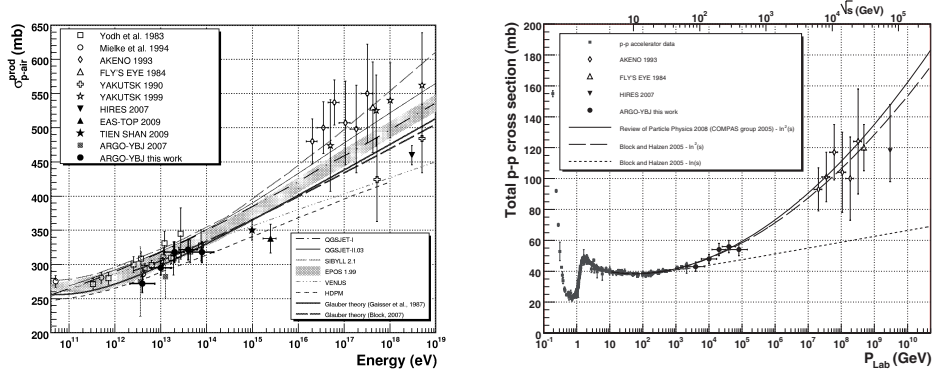 σ prod p-air (mb)
650
600
550
500
450
400
350
300
250
200
Yodh et al. 1983
Mielke et al. 1994
AKENO 1993
FLY'S EYE 1984
YAKUTSK 1990
YAKUTSK 1999
HIRES 2007
EAS-TOP 2009
TIEN SHAN 2009
ARGO-YBJ 2007
ARGO-YBJ this work
QGSJET-I
QGSJET-II.03
SIBYLL 2.1
EPOS 1.99
VENUS
HDPM
Glauber theory (Gaisser et al., 1987)
Glauber theory (Block, 2007)
10^11 10^12 10^13 10^14 10^15 10^16 10^17 10^18 10^19
Energy (eV)
√s (GeV)
10 10^2 10^3 10^4 10^5
Total p-p cross section (mb)
200
180
160
140
120
100
80
60
40
20
0
p-p accelerator data
AKENO 1993
FLY'S EYE 1984
HIRES 2007
ARGO-YBJ this work
Review of Particle Physics 2008 (COMPAS group 2005) - ln^2(s)
Block and Halzen 2005 - ln^2(s)
Block and Halzen 2005 - ln(s)
10^-1 1 10 10^2 10^3 10^4 10^5 10^6 10^7 10^8 10^9 10^10
P Lab (GeV)